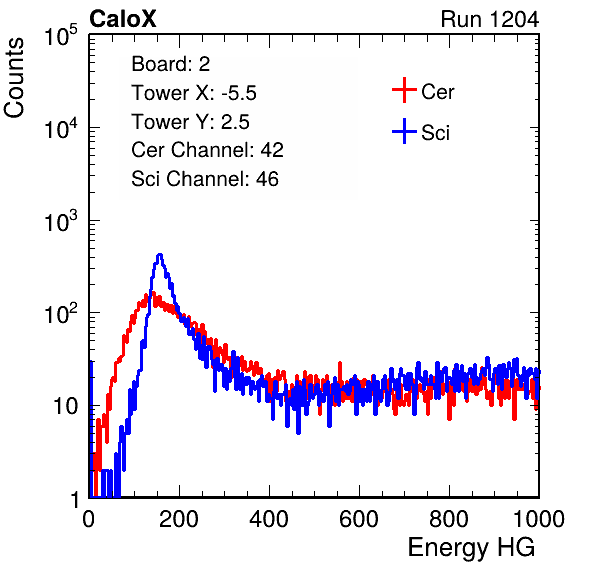 CaloX Run 1204
Counts
Board: 2
Tower X: -5.5
Tower Y: 2.5
Cer Channel: 42
Sci Channel: 46
Cer
Sci
10^5
10^4
10^3
10^2
10
1
0 200 400 600 800 1000
Energy HG